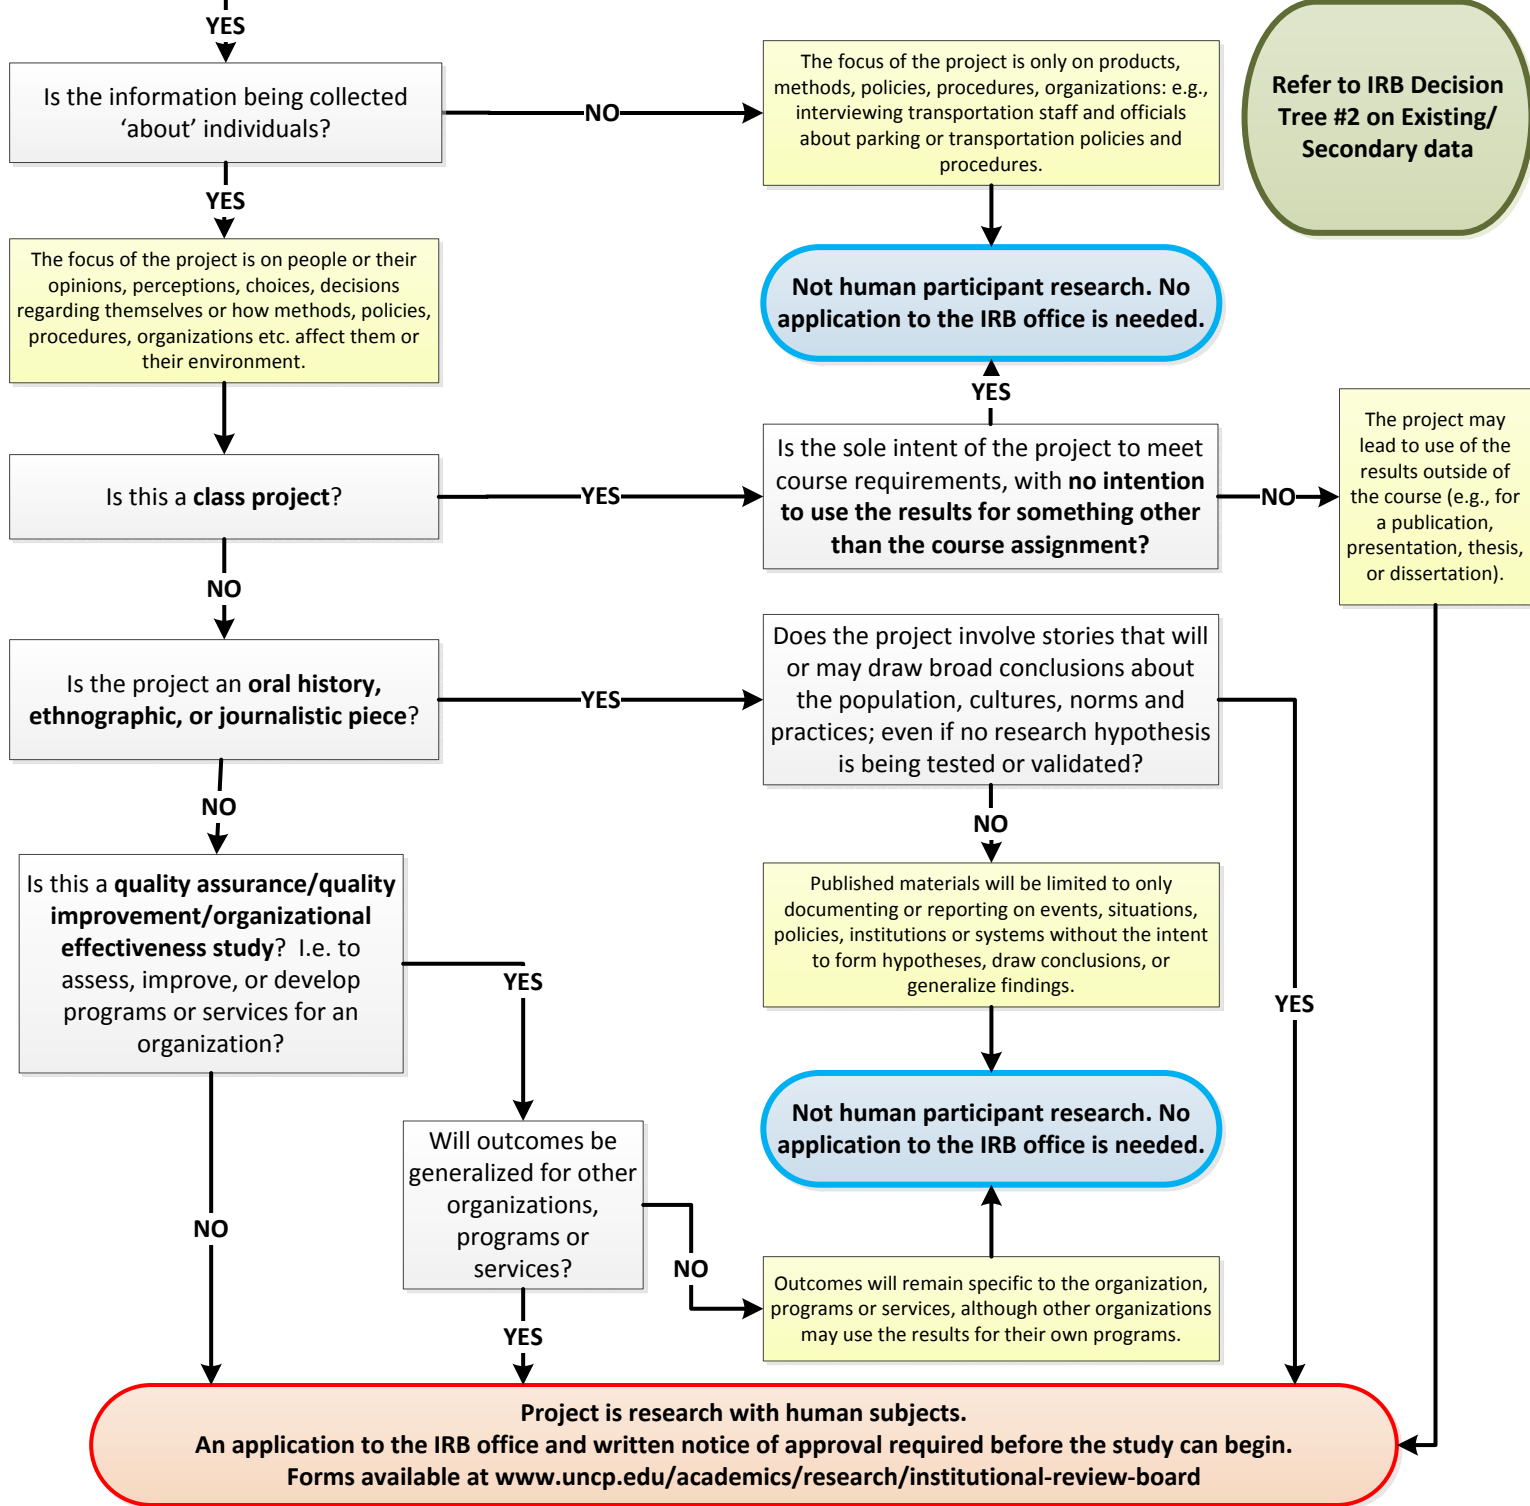 YES
Is the information being collected
‘about’ individuals?
NO
The focus of the project is only on products,
methods, policies, procedures, organizations: e.g.,
interviewing transportation staff and officials
about parking or transportation policies and
procedures.
Refer to IRB Decision
Tree #2 on Existing/
Secondary data
YES
The focus of the project is on people or their
opinions, perceptions, choices, decisions
regarding themselves or how methods, policies,
procedures, organizations etc. affect them or
their environment.
Not human participant research. No
application to the IRB office is needed.
YES
Is this a class project?
YES
Is the sole intent of the project to meet
course requirements, with no intention
to use the results for something other
than the course assignment?
NO
The project may
lead to use of the
results outside of
the course (e.g., for
a publication,
presentation, thesis,
or dissertation).
NO
Is the project an oral history,
ethnographic, or journalistic piece?
YES
Does the project involve stories that will
or may draw broad conclusions about
the population, cultures, norms and
practices; even if no research hypothesis
is being tested or validated?
NO
NO
YES
Is this a quality assurance/quality
improvement/organizational
effectiveness study? I.e. to
assess, improve, or develop
programs or services for an
organization?
YES
Published materials will be limited to only
documenting or reporting on events, situations,
policies, institutions or systems without the intent
to form hypotheses, draw conclusions, or
generalize findings.
Not human participant research. No
application to the IRB office is needed.
NO
Will outcomes be
generalized for other
organizations,
programs or
services?
NO
Outcomes will remain specific to the organization,
programs or services, although other organizations
may use the results for their own programs.
YES
Project is research with human subjects.
An application to the IRB office and written notice of approval required before the study can begin.
Forms available at www.uncp.edu/academics/research/institutional-review-board